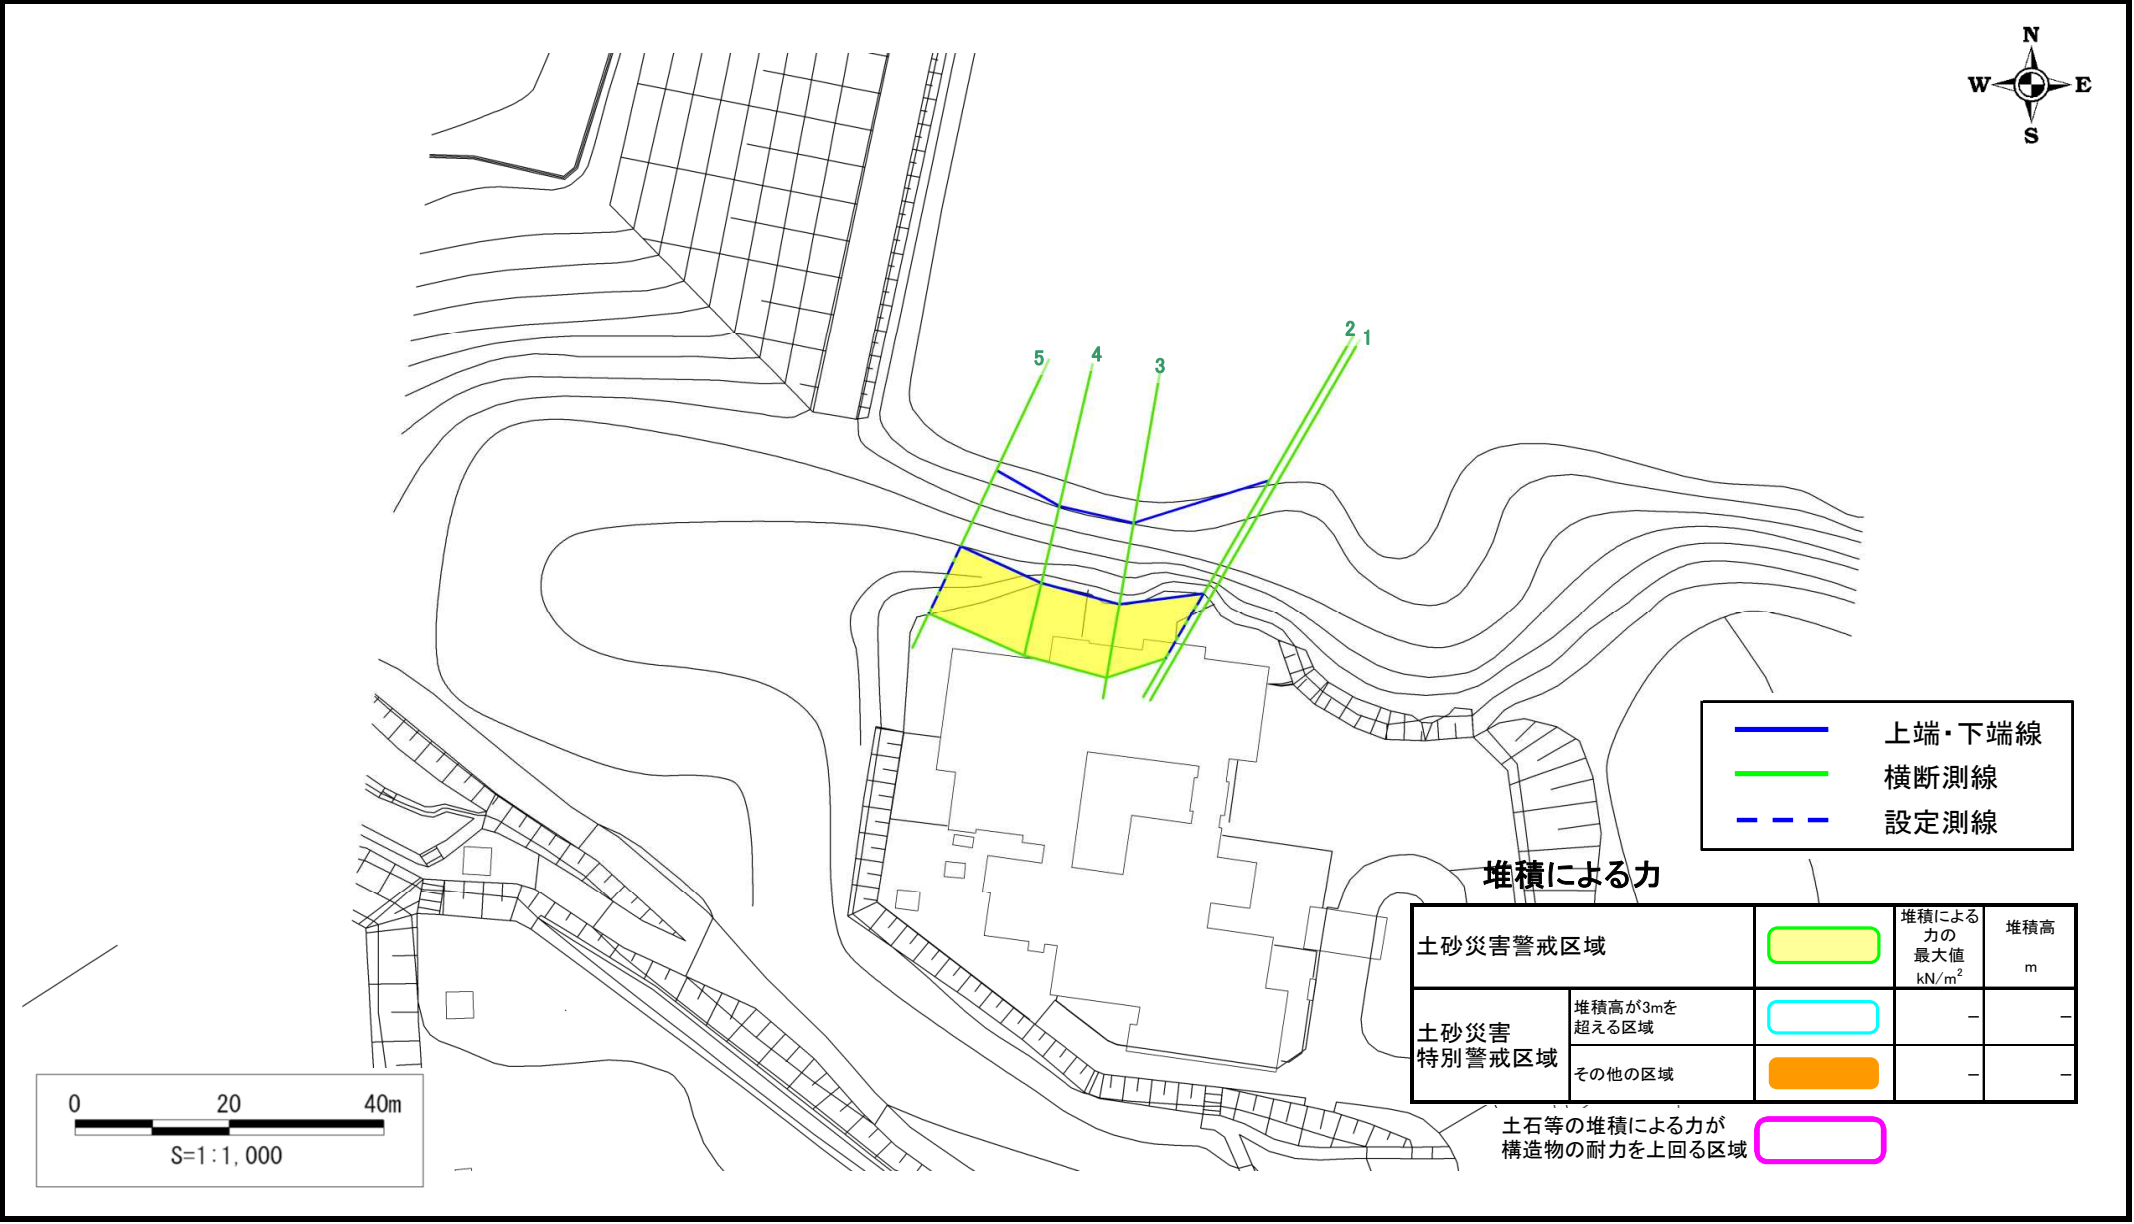 N
W E
S
2
1
5
4
3
上端・下端線
横断測線
設定測線
堆積による力
土砂災害警戒区域
堆積による
力の
最大値
kN/m²
堆積高
m
土砂災害
特別警戒区域
堆積高が3mを
超える区域
－ －
その他の区域
－ －
土石等の堆積による力が
構造物の耐力を上回る区域
0 20 40m
S=1:1,000